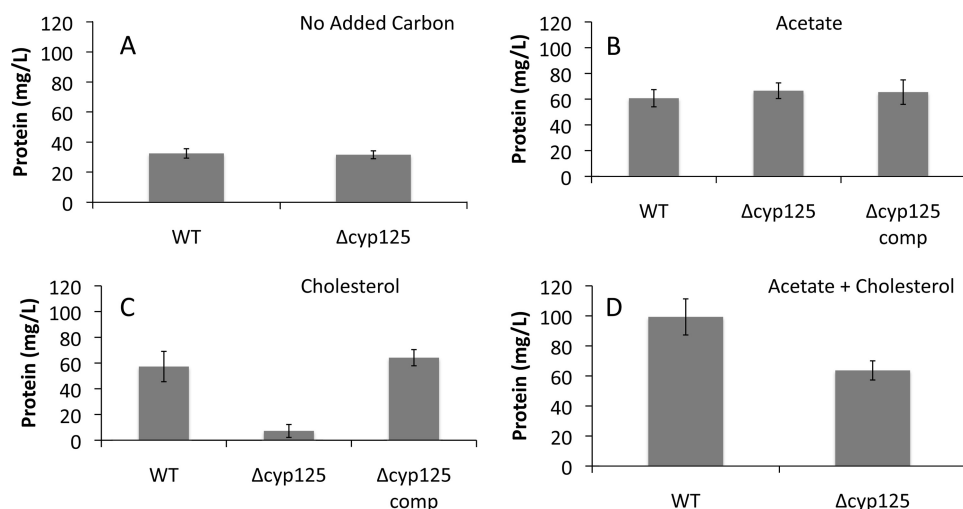 No Added Carbon
A
Protein (mg/L)
120
100
80
60
40
20
0
WT
Δcyp125
Acetate
B
Protein (mg/L)
120
100
80
60
40
20
0
WT
Δcyp125
Δcyp125
comp
Cholesterol
C
Protein (mg/L)
120
100
80
60
40
20
0
WT
Δcyp125
Δcyp125
comp
Acetate + Cholesterol
D
Protein (mg/L)
120
100
80
60
40
20
0
WT
Δcyp125